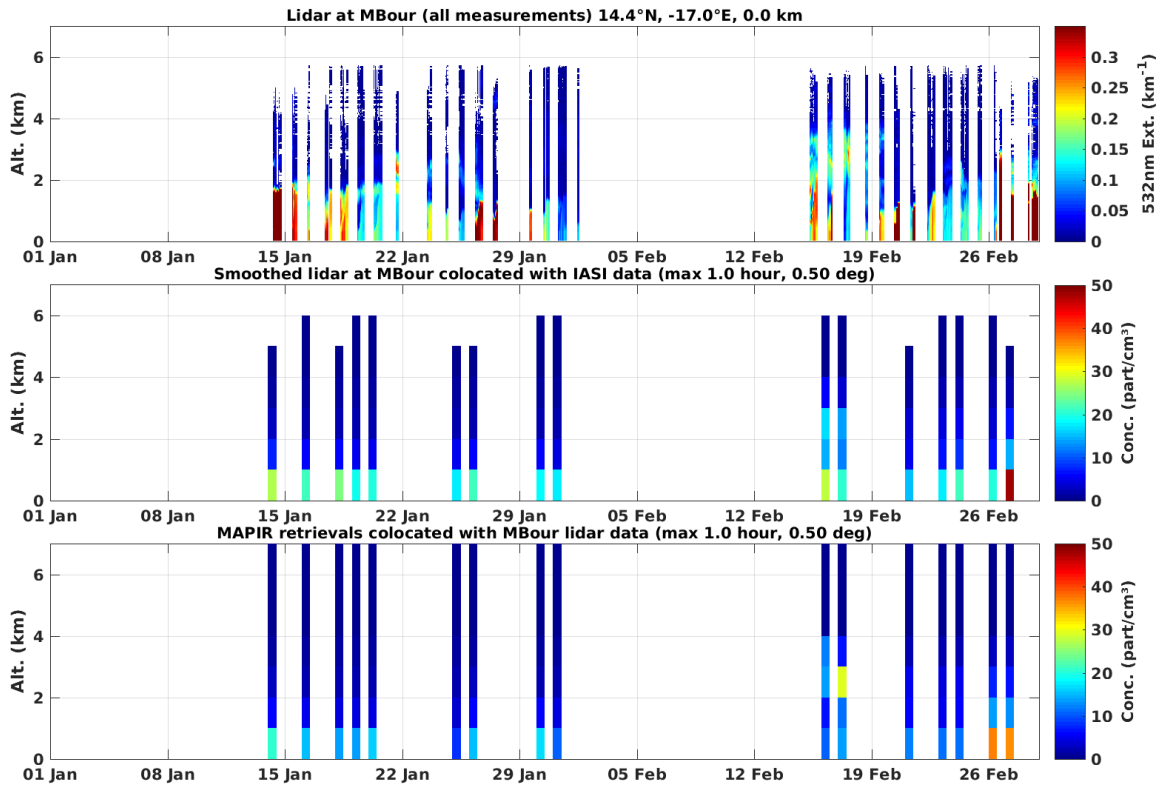 Lidar at MBour (all measurements) 14.4°N, -17.0°E, 0.0 km
Alt. (km)
6
4
2
0
01 Jan 08 Jan 15 Jan 22 Jan 29 Jan 05 Feb 12 Feb 19 Feb 26 Feb
0.3
0.25
0.2
0.15
0.1
0.05
0
532nm Ext. (km⁻¹)
Smoothed lidar at MBour colocated with IASI data (max 1.0 hour, 0.50 deg)
Alt. (km)
6
4
2
0
01 Jan 08 Jan 15 Jan 22 Jan 29 Jan 05 Feb 12 Feb 19 Feb 26 Feb
50
40
30
20
10
0
Conc. (part/cm³)
MAPIR retrievals colocated with MBour lidar data (max 1.0 hour, 0.50 deg)
Alt. (km)
6
4
2
0
01 Jan 08 Jan 15 Jan 22 Jan 29 Jan 05 Feb 12 Feb 19 Feb 26 Feb
50
40
30
20
10
0
Conc. (part/cm³)